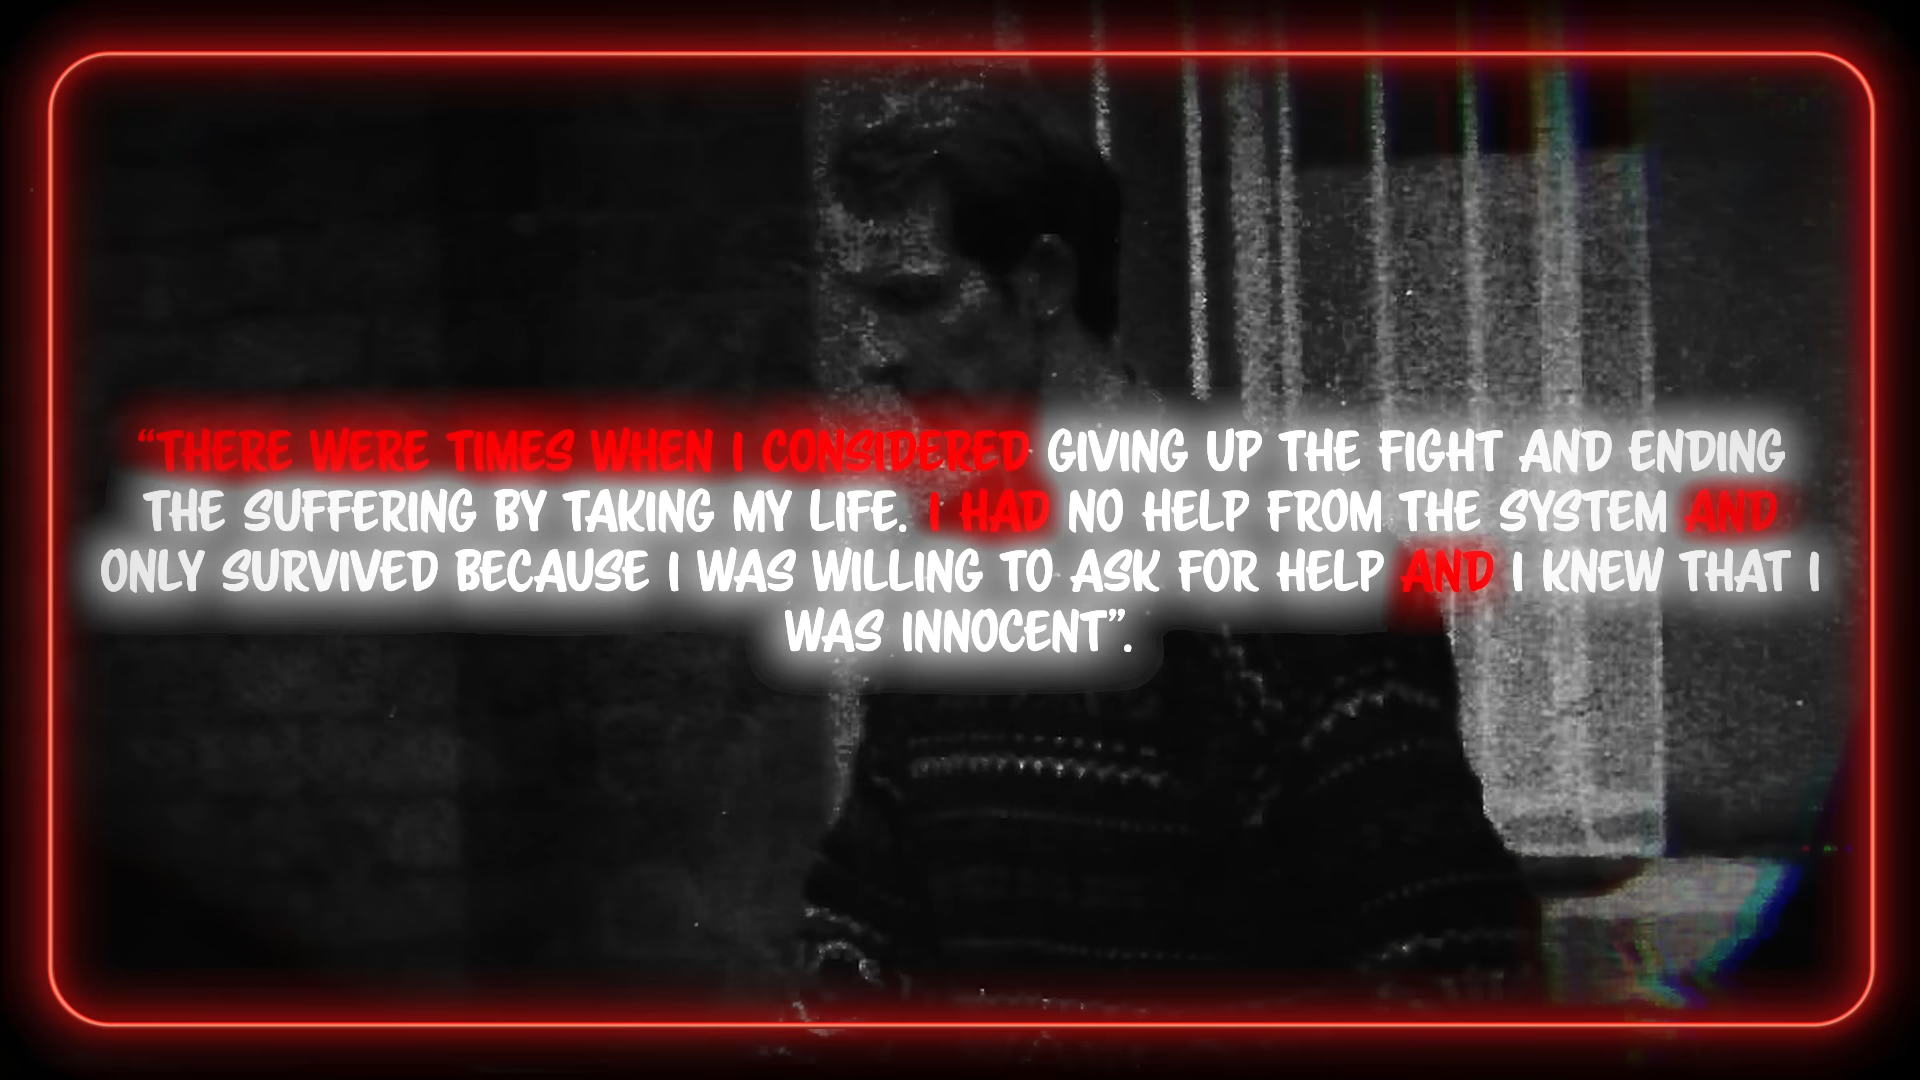 “THERE WERE TIMES WHEN I CONSIDERED GIVING UP THE FIGHT AND ENDING
THE SUFFERING BY TAKING MY LIFE. I HAD NO HELP FROM THE SYSTEM AND
ONLY SURVIVED BECAUSE I WAS WILLING TO ASK FOR HELP AND I KNEW THAT I
WAS INNOCENT”.